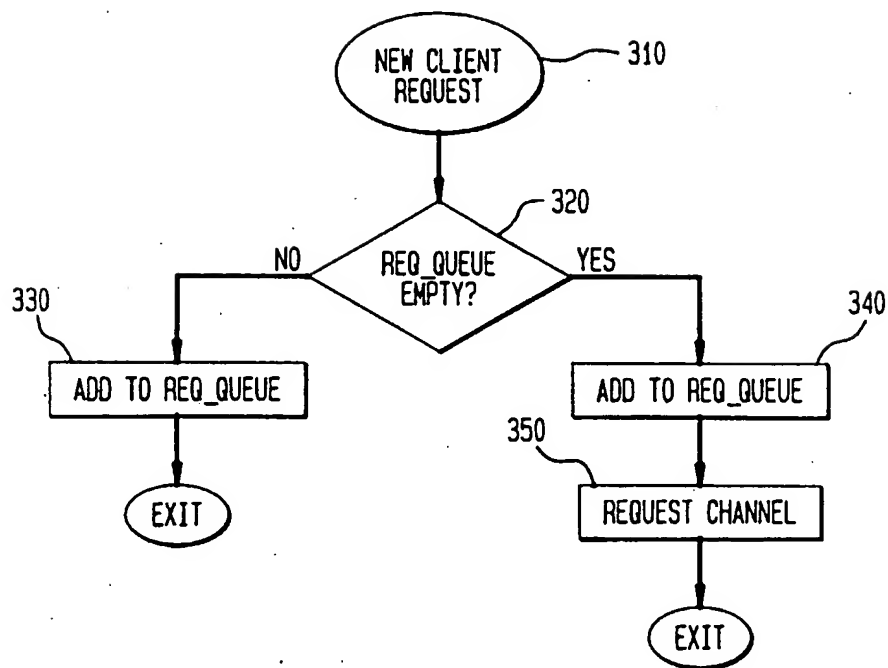 NEW CLIENT
REQUEST
310
320
REQ_QUEUE
EMPTY?
NO
YES
330
ADD TO REQ_QUEUE
EXIT
340
ADD TO REQ_QUEUE
350
REQUEST CHANNEL
EXIT